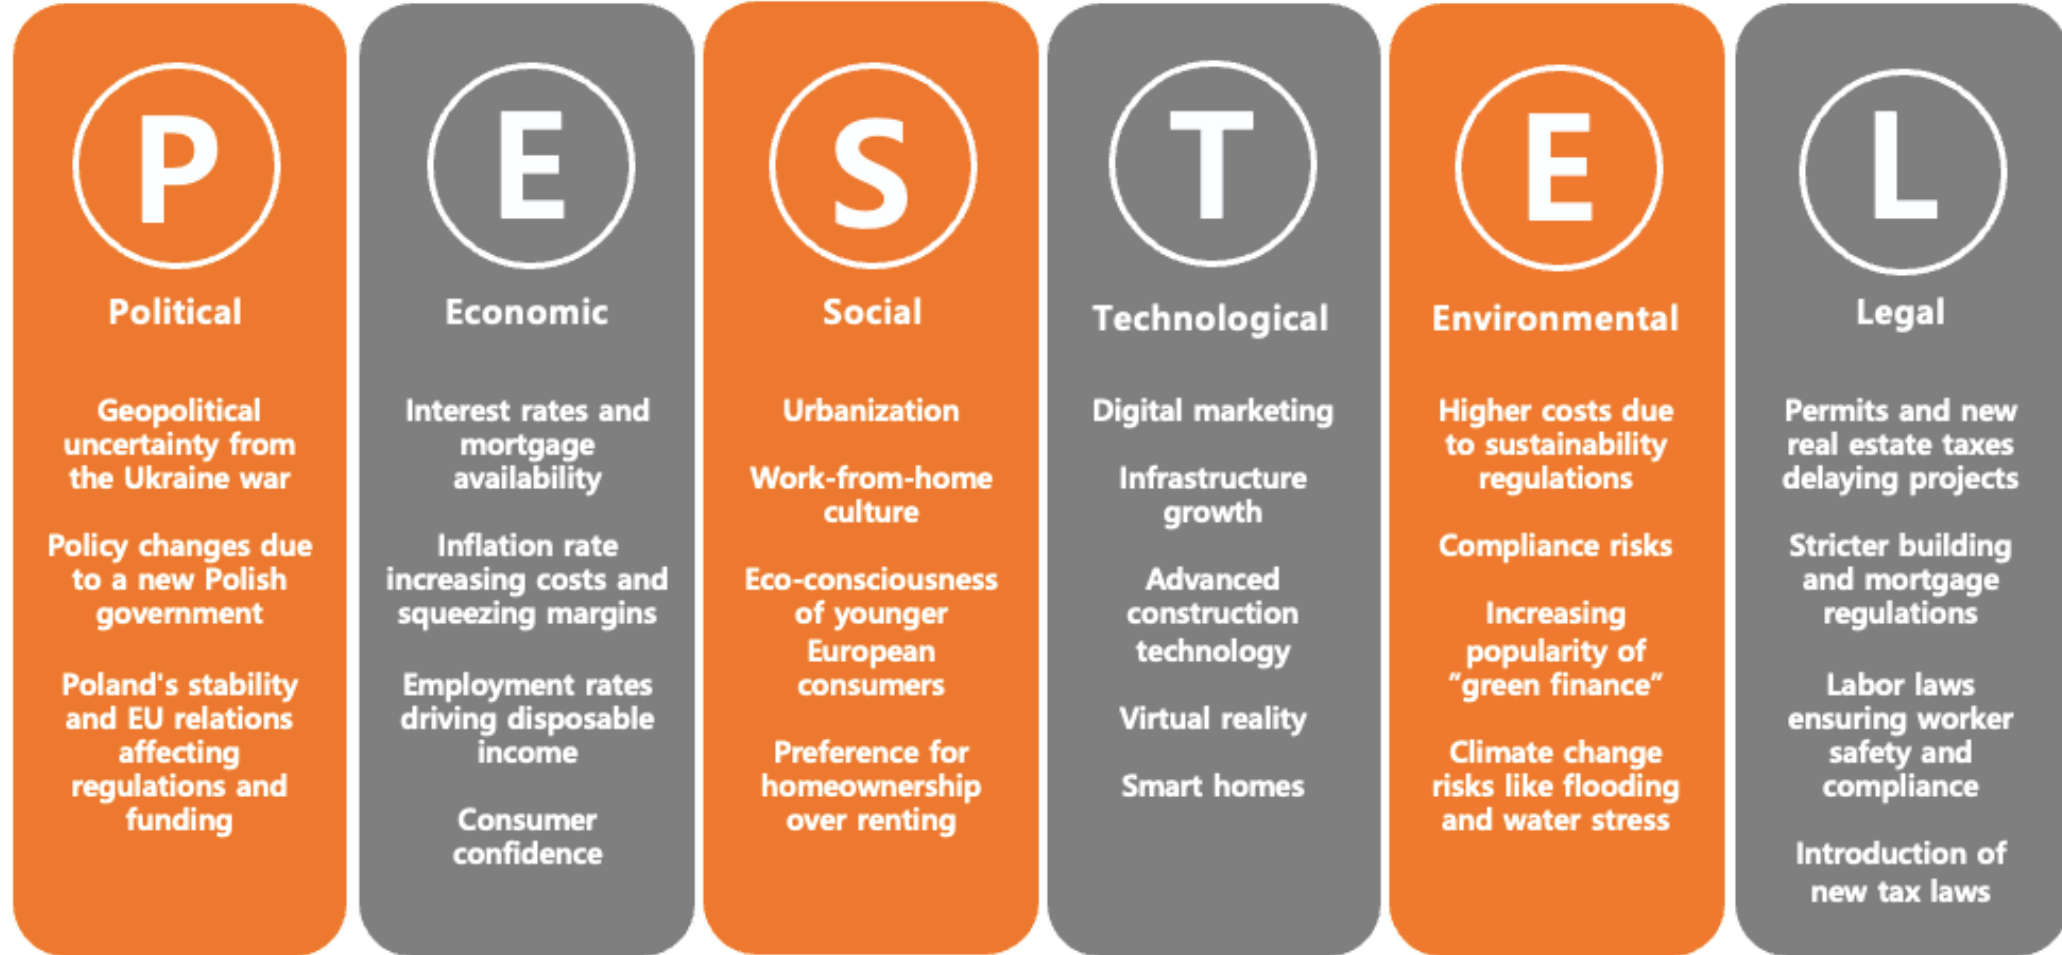 P
Political
Geopolitical
uncertainty from
the Ukraine war
Policy changes due
to a new Polish
government
Poland's stability
and EU relations
affecting
regulations and
funding
E
Economic
Interest rates and
mortgage
availability
Inflation rate
increasing costs and
squeezing margins
Employment rates
driving disposable
income
Consumer
confidence
S
Social
Urbanization
Work-from-home
culture
Eco-consciousness
of younger
European
consumers
Preference for
homeownership
over renting
T
Technological
Digital marketing
Infrastructure
growth
Advanced
construction
technology
Virtual reality
Smart homes
E
Environmental
Higher costs due
to sustainability
regulations
Compliance risks
Increasing
popularity of
“green finance”
Climate change
risks like flooding
and water stress
L
Legal
Permits and new
real estate taxes
delaying projects
Stricter building
and mortgage
regulations
Labor laws
ensuring worker
safety and
compliance
Introduction of
new tax laws